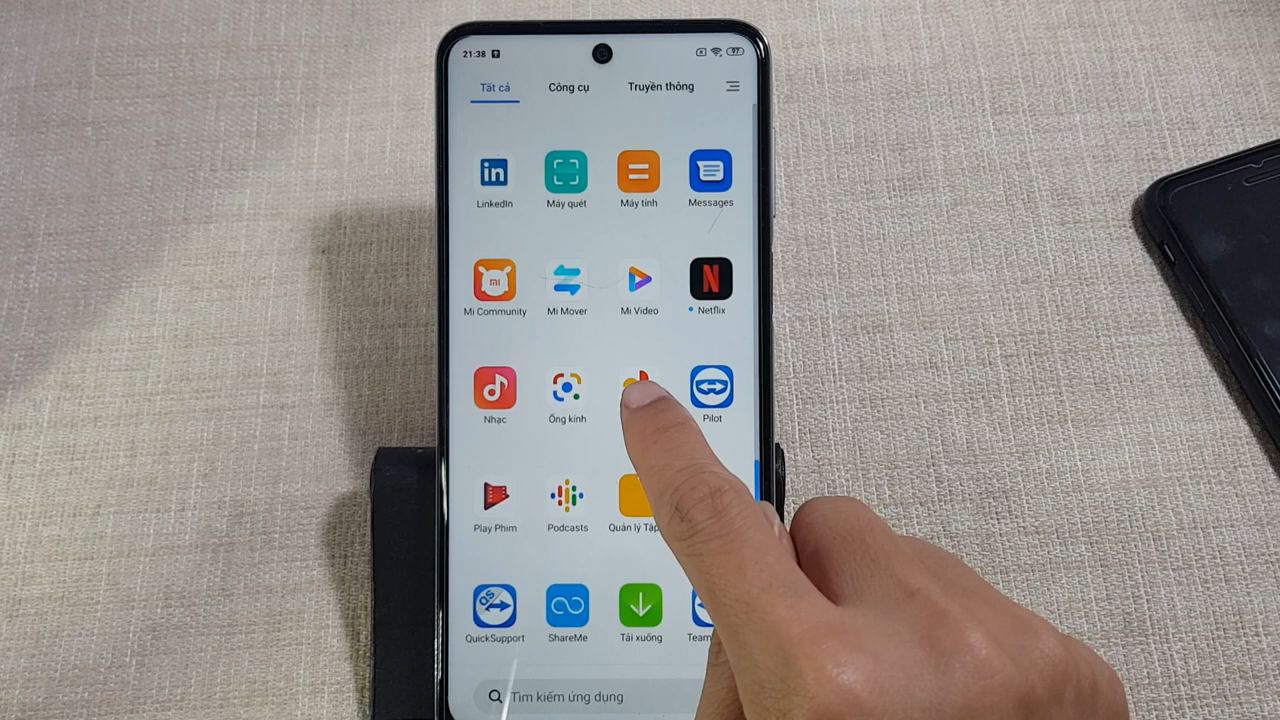 21:38 97
Tất cả Công cụ Truyền thông
LinkedIn Máy quét Máy tính Messages
Mi Community Mi Mover Mi Video Netflix
Nhạc Ống kính Pilot
Play Phim Podcasts Quản lý Tập
QuickSupport ShareMe Tải xuống Team
Tìm kiếm ứng dụng